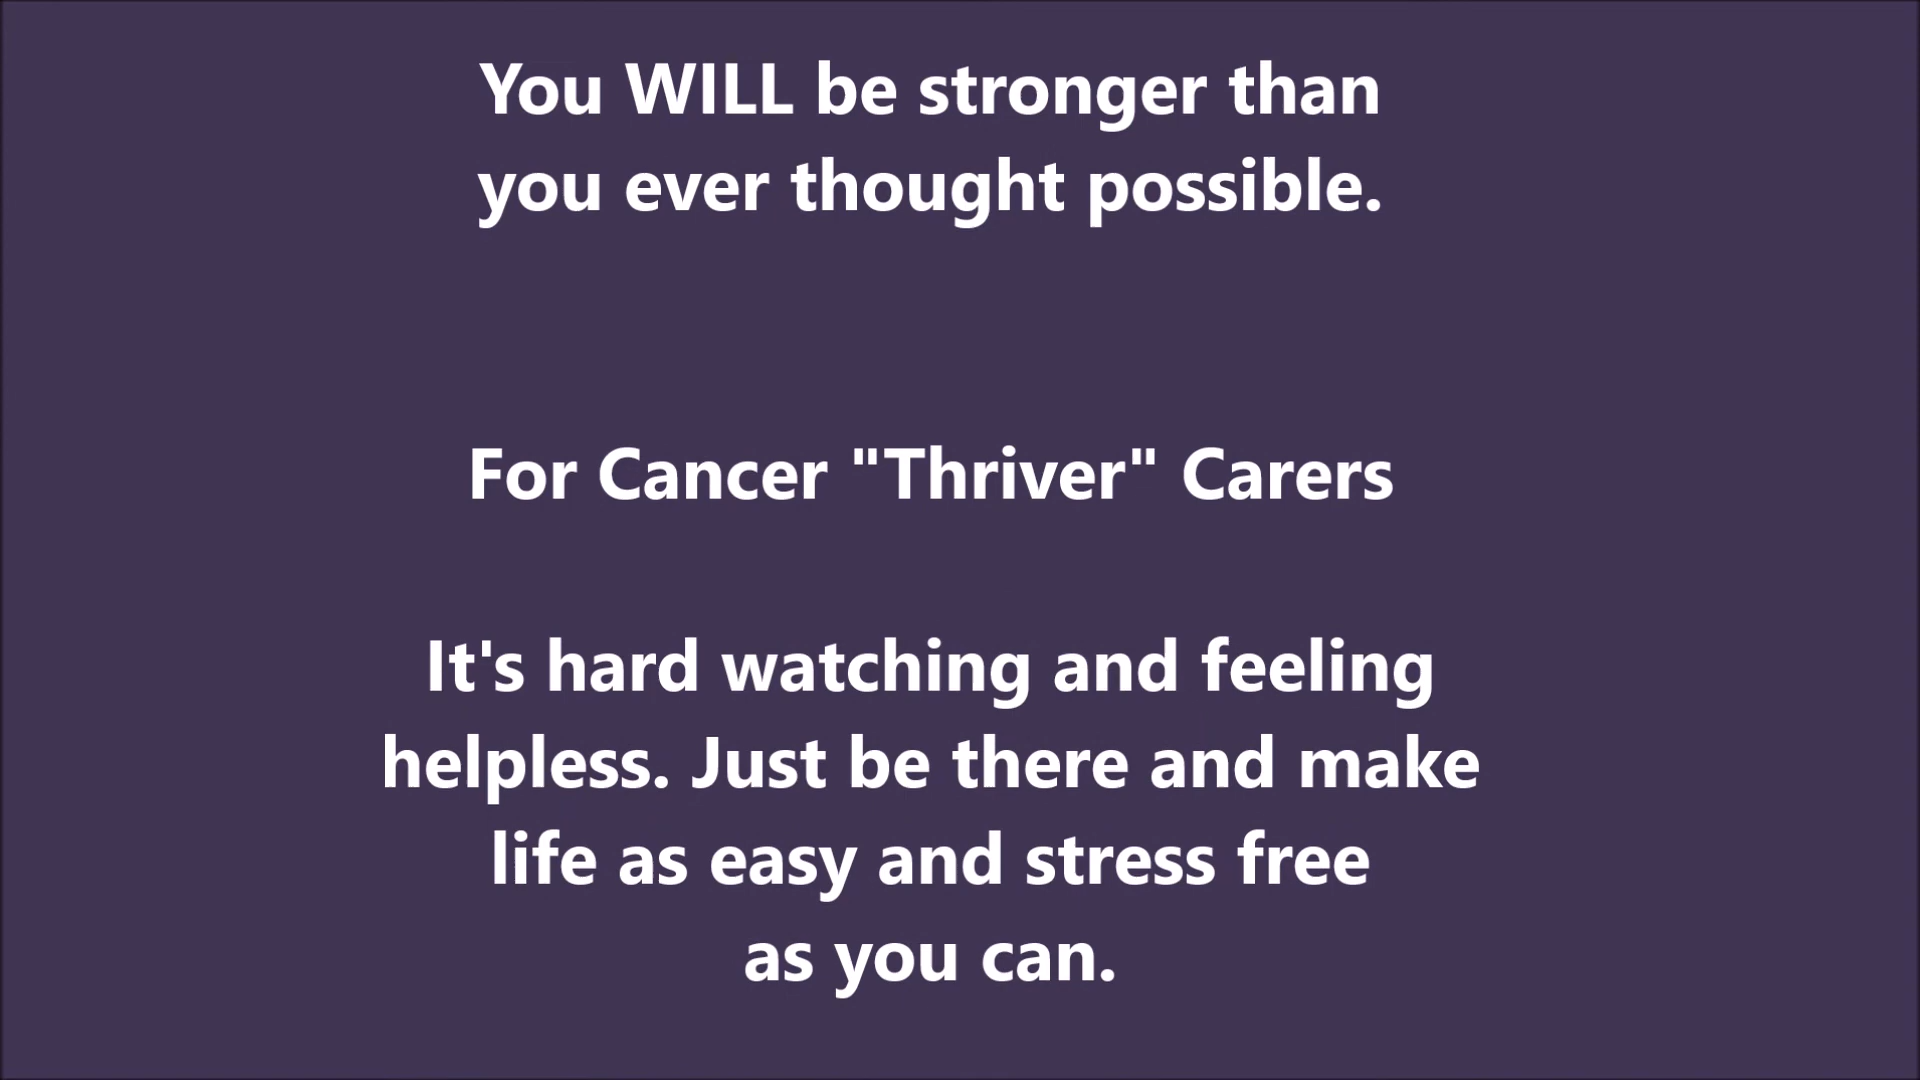 You WILL be stronger than
you ever thought possible.
For Cancer "Thriver" Carers
It's hard watching and feeling
helpless. Just be there and make
life as easy and stress free
as you can.